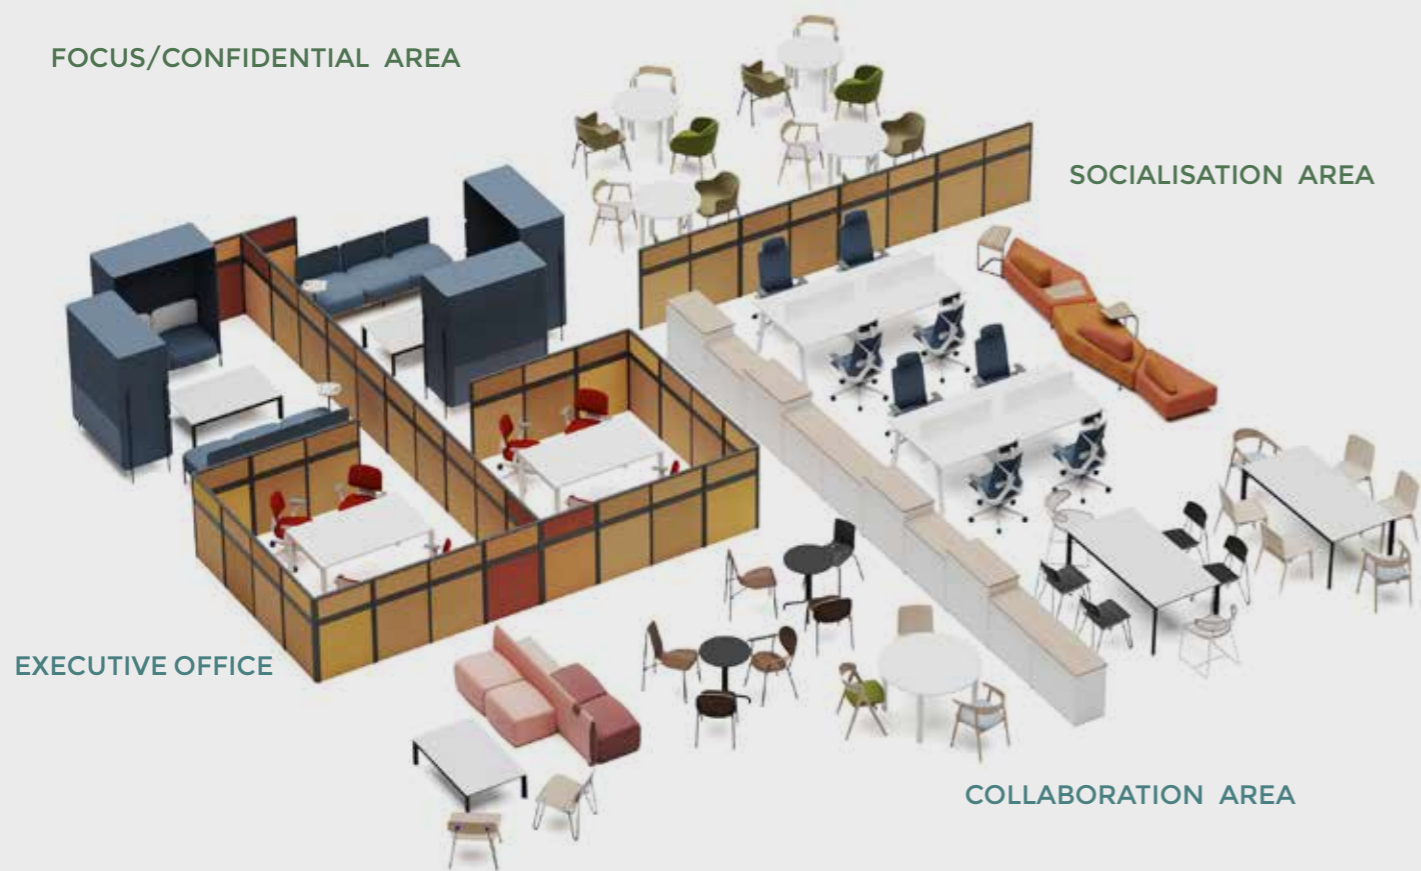 FOCUS/CONFIDENTIAL AREA
SOCIALISATION AREA
EXECUTIVE OFFICE
COLLABORATION AREA